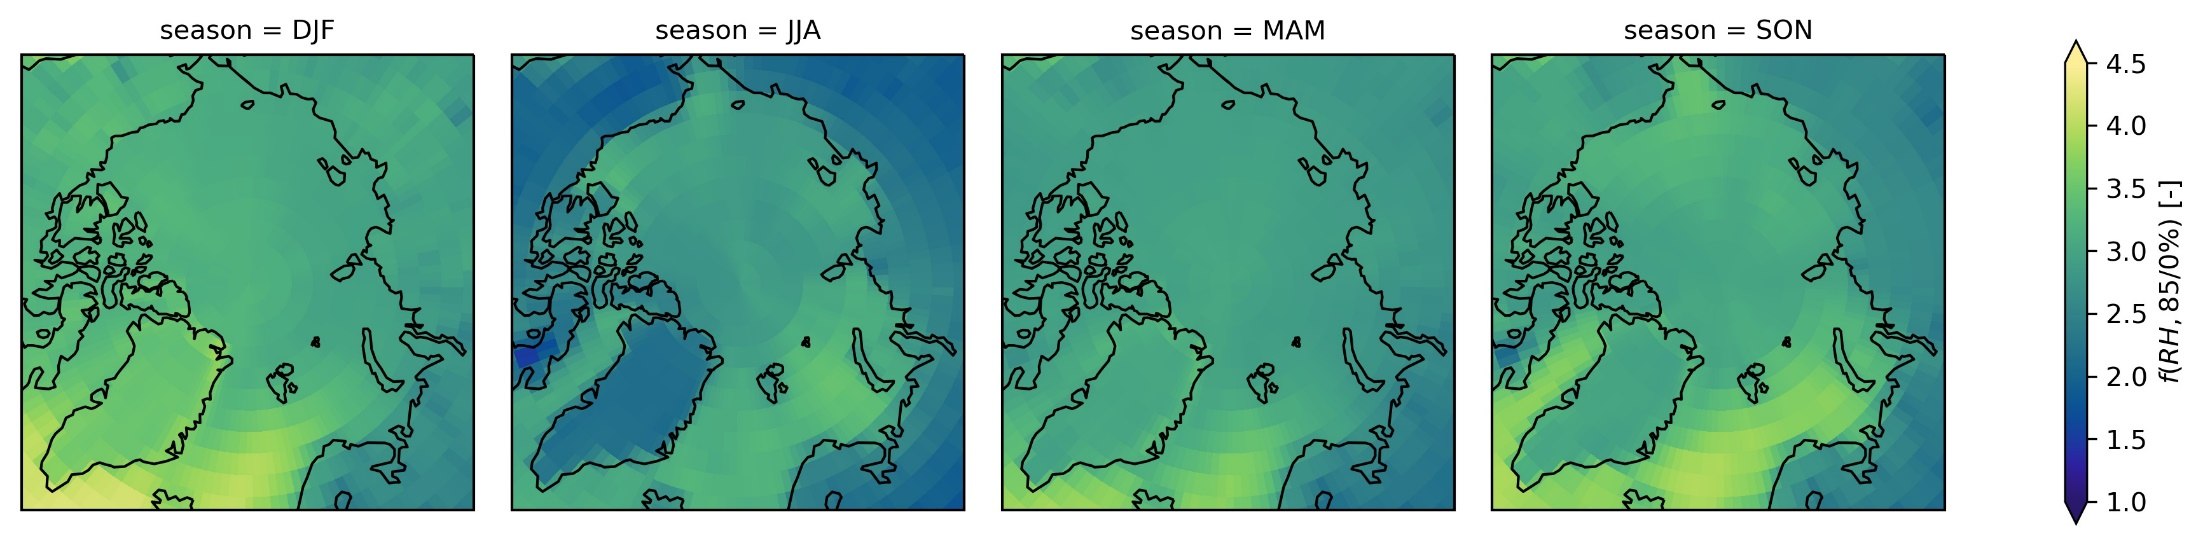 season = DJF
season = JJA
season = MAM
season = SON
4.5
4.0
3.5
3.0
2.5
2.0
1.5
1.0
f(RH, 85/0%) [-]